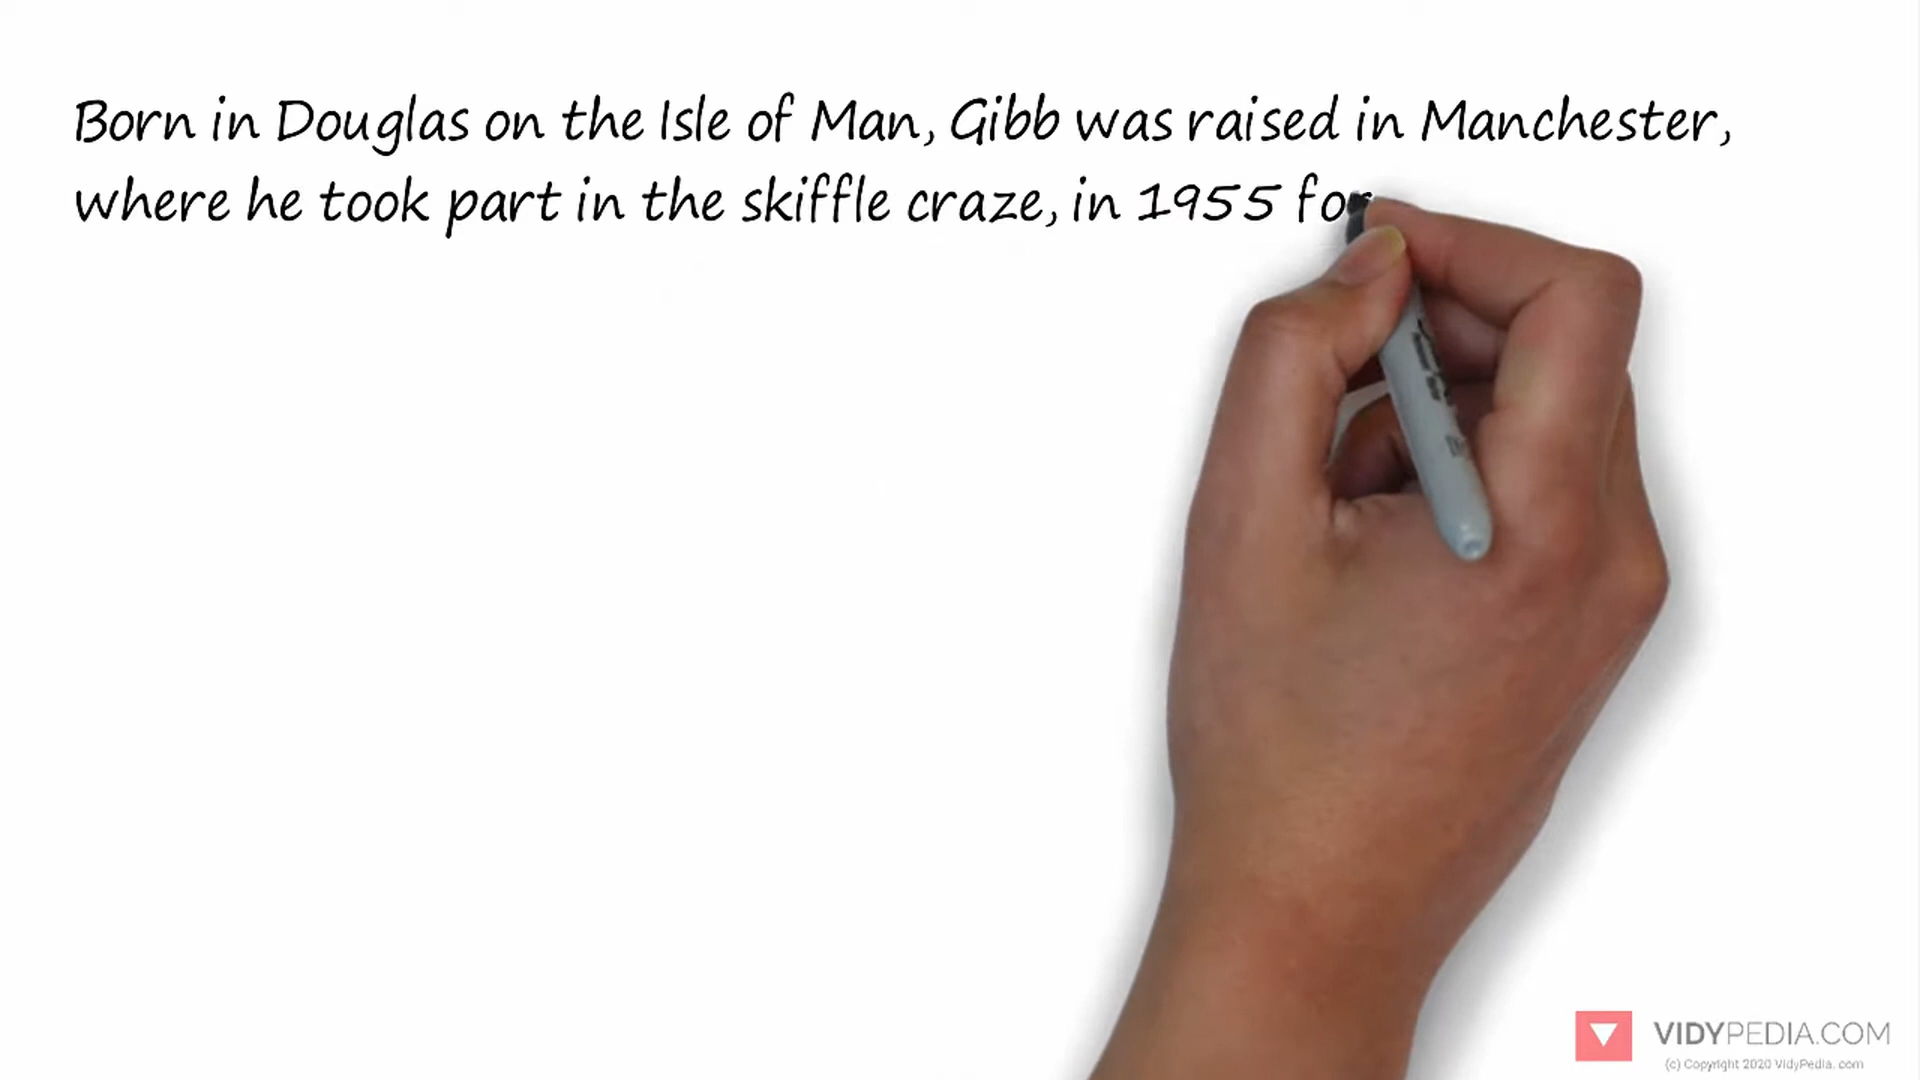 Born in Douglas on the Isle of Man, Gibb was raised in Manchester,
where he took part in the skiffle craze, in 1955 for
VIDYPEDIA.COM
(c) Copyright 2020 VidyPedia. com